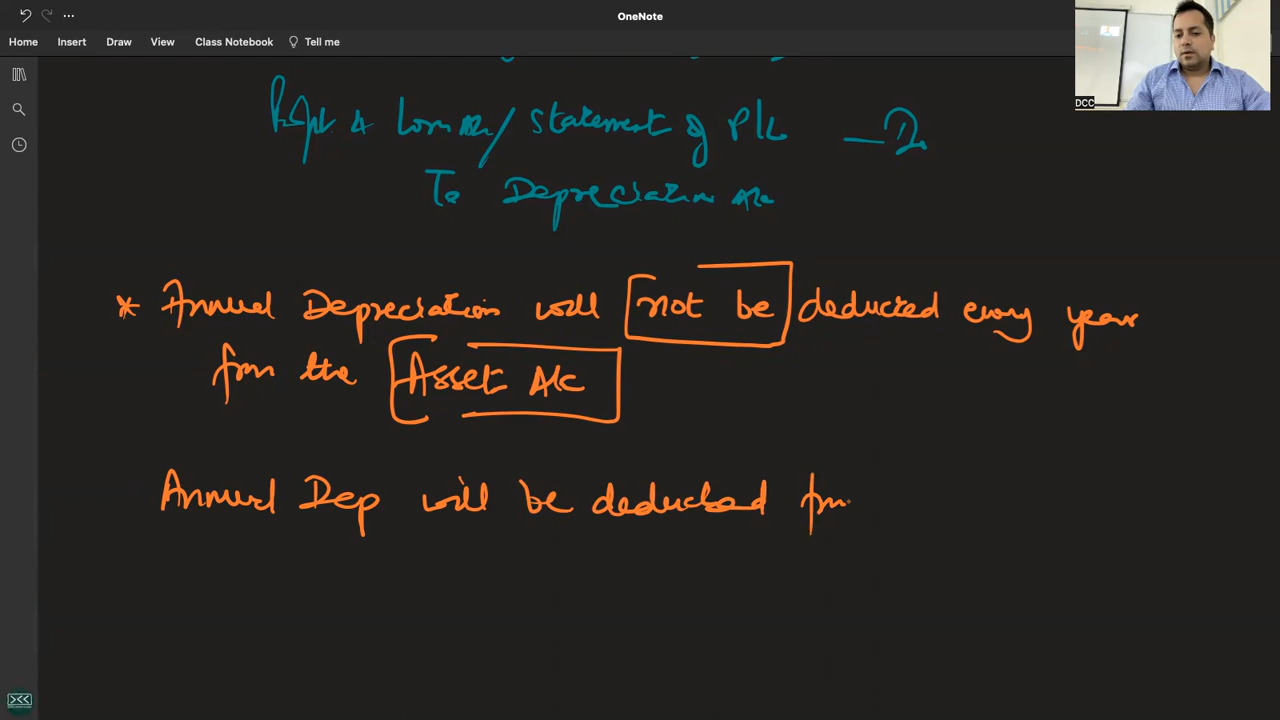 OneNote
Home Insert Draw View Class Notebook Tell me
DCC
Profit & Loss A/c / Statement of P/L — Dr
To Depreciation A/c
* Annual Depreciation will not be deducted every year
from the Asset A/c
Annual Dep will be deducted from